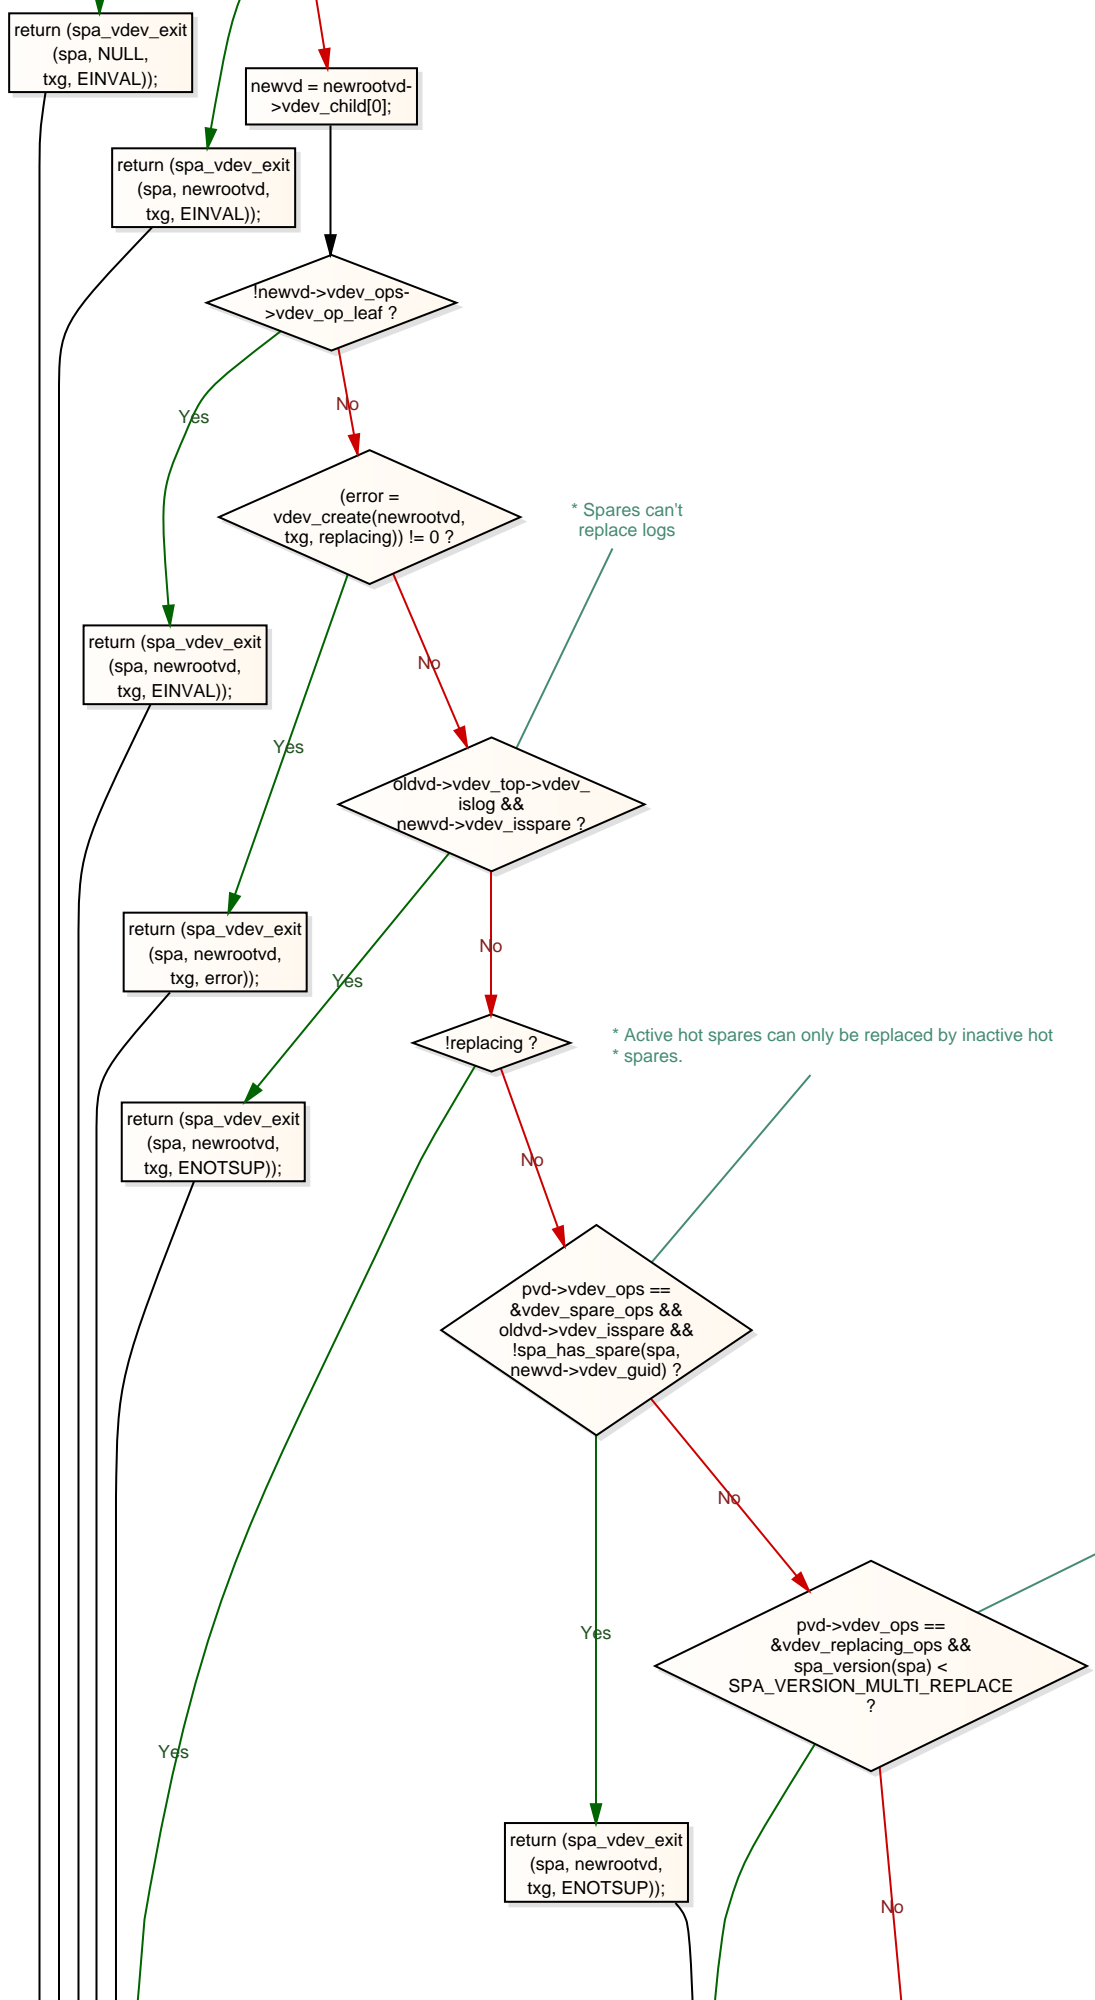 return (spa_vdev_exit
(spa, NULL,
txg, EINVAL));
newvd = newrootvd-
>vdev_child[0];
return (spa_vdev_exit
(spa, newrootvd,
txg, EINVAL));
!newvd->vdev_ops-
>vdev_op_leaf ?
Yes
No
(error =
vdev_create(newrootvd,
txg, replacing)) != 0 ?
* Spares can't
replace logs
return (spa_vdev_exit
(spa, newrootvd,
txg, EINVAL));
No
Yes
oldvd->vdev_top->vdev_
islog &&
newvd->vdev_isspare ?
return (spa_vdev_exit
(spa, newrootvd,
txg, error));
No
Yes
!replacing ?
* Active hot spares can only be replaced by inactive hot
* spares.
return (spa_vdev_exit
(spa, newrootvd,
txg, ENOTSUP));
No
pvd->vdev_ops ==
&vdev_spare_ops &&
oldvd->vdev_isspare &&
!spa_has_spare(spa,
newvd->vdev_guid) ?
No
Yes
pvd->vdev_ops ==
&vdev_replacing_ops &&
spa_version(spa) <
SPA_VERSION_MULTI_REPLACE
?
Yes
return (spa_vdev_exit
(spa, newrootvd,
txg, ENOTSUP));
No